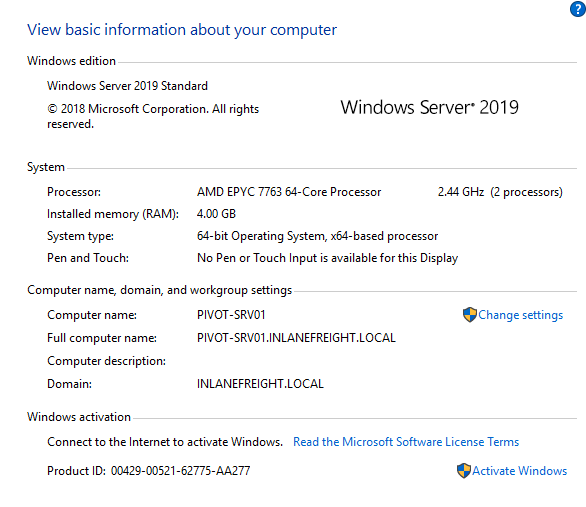 ?
View basic information about your computer
Windows edition
Windows Server 2019 Standard
© 2018 Microsoft Corporation. All rights
reserved.
Windows Server® 2019
System
Processor: AMD EPYC 7763 64-Core Processor 2.44 GHz (2 processors)
Installed memory (RAM): 4.00 GB
System type: 64-bit Operating System, x64-based processor
Pen and Touch: No Pen or Touch Input is available for this Display
Computer name, domain, and workgroup settings
Computer name: PIVOT-SRV01 Change settings
Full computer name: PIVOT-SRV01.INLANEFREIGHT.LOCAL
Computer description:
Domain: INLANEFREIGHT.LOCAL
Windows activation
Connect to the Internet to activate Windows. Read the Microsoft Software License Terms
Product ID: 00429-00521-62775-AA277 Activate Windows